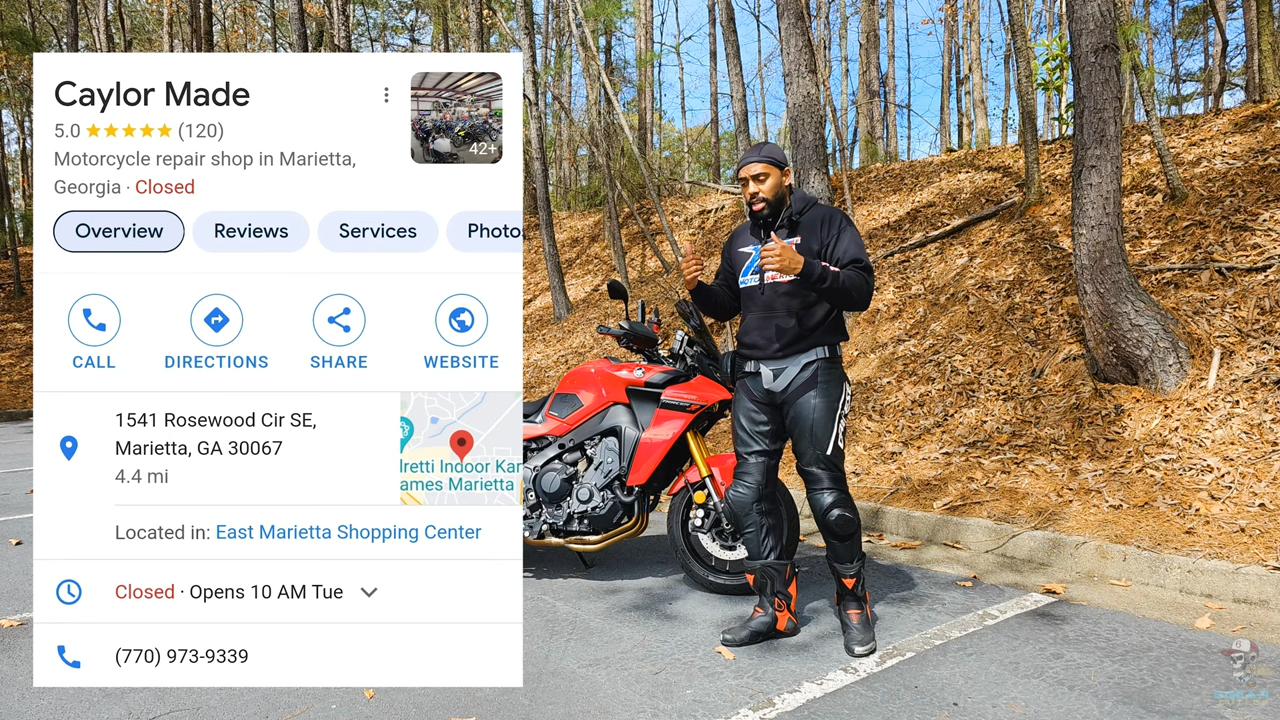 Caylor Made
5.0 ★★★★★ (120)
Motorcycle repair shop in Marietta,
Georgia · Closed
42+
Overview
Reviews
Services
Photo
CALL
DIRECTIONS
SHARE
WEBSITE
1541 Rosewood Cir SE,
Marietta, GA 30067
4.4 mi
lretti Indoor Kar
ames Marietta
Located in: East Marietta Shopping Center
Closed · Opens 10 AM Tue
(770) 973-9339